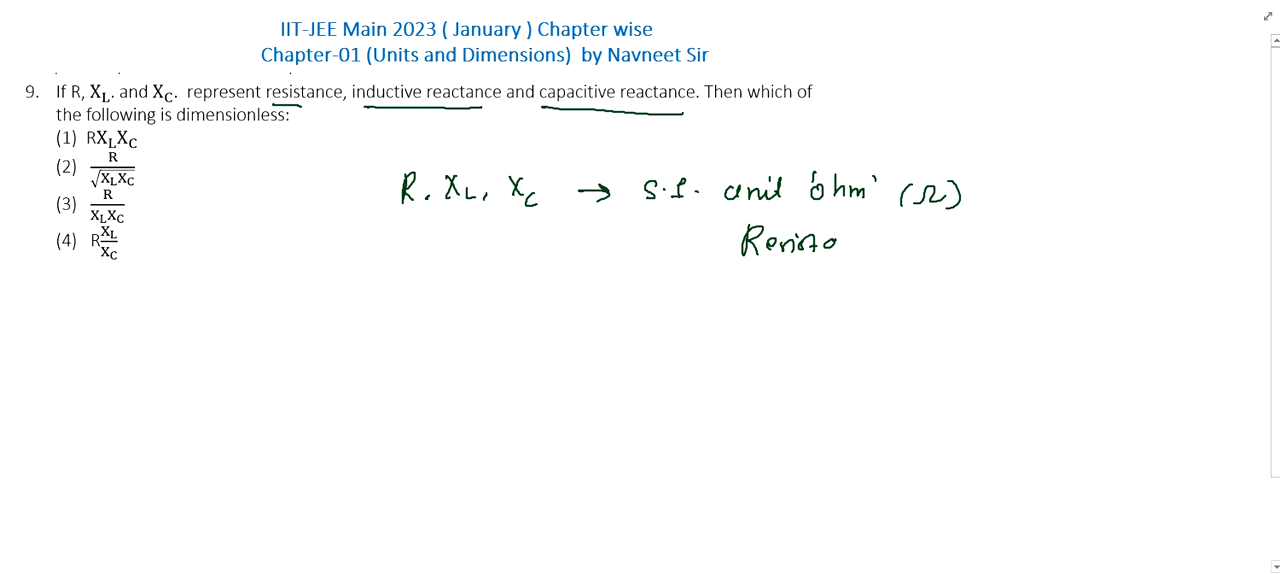 IIT-JEE Main 2023 ( January ) Chapter wise
Chapter-01 (Units and Dimensions) by Navneet Sir
9. If R, X_L. and X_C. represent resistance, inductive reactance and capacitive reactance. Then which of
the following is dimensionless:
(1) RX_LX_C
(2) R/√(X_LX_C)
(3) R/(X_LX_C)
(4) R X_L/X_C
R, X_L, X_C → S.I. unit 'ohm' (Ω)
Resista